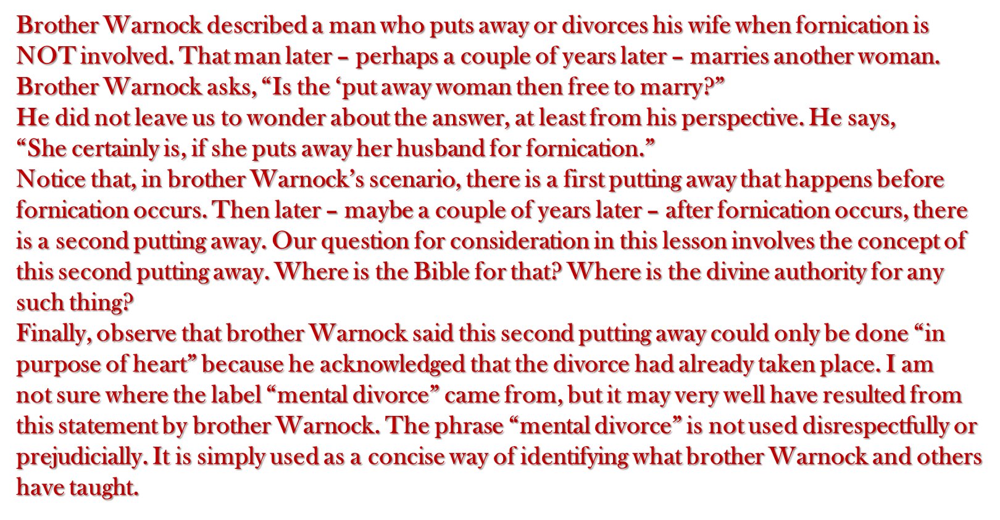 Brother Warnock described a man who puts away or divorces his wife when fornication is
NOT involved. That man later – perhaps a couple of years later – marries another woman.
Brother Warnock asks, “Is the ‘put away woman then free to marry?”
He did not leave us to wonder about the answer, at least from his perspective. He says,
“She certainly is, if she puts away her husband for fornication.”
Notice that, in brother Warnock’s scenario, there is a first putting away that happens before
fornication occurs. Then later – maybe a couple of years later – after fornication occurs, there
is a second putting away. Our question for consideration in this lesson involves the concept of
this second putting away. Where is the Bible for that? Where is the divine authority for any
such thing?
Finally, observe that brother Warnock said this second putting away could only be done “in
purpose of heart” because he acknowledged that the divorce had already taken place. I am
not sure where the label “mental divorce” came from, but it may very well have resulted from
this statement by brother Warnock. The phrase “mental divorce” is not used disrespectfully or
prejudicially. It is simply used as a concise way of identifying what brother Warnock and others
have taught.